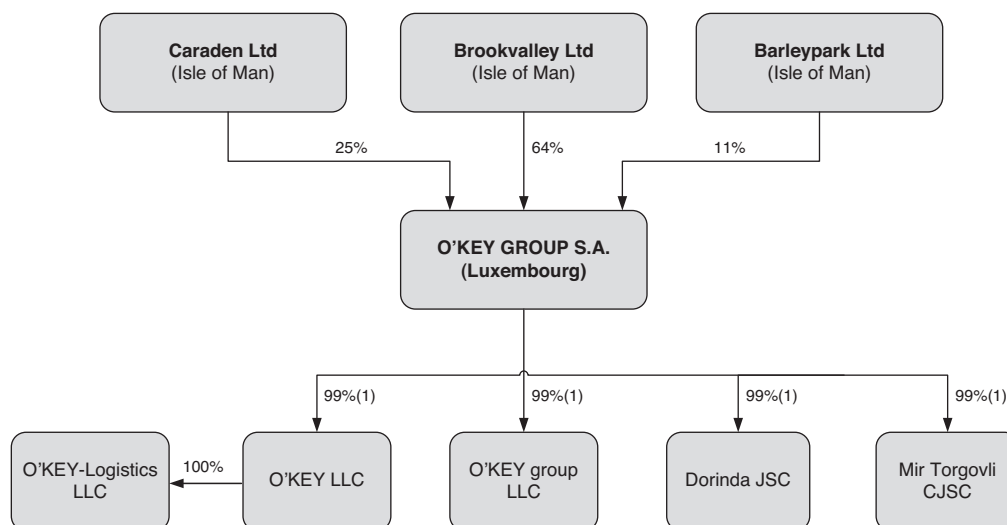 Caraden Ltd
(Isle of Man)
Brookvalley Ltd
(Isle of Man)
Barleypark Ltd
(Isle of Man)
25%
64%
11%
O'KEY GROUP S.A.
(Luxembourg)
99%(1)
99%(1)
99%(1)
99%(1)
O'KEY-Logistics
LLC
100%
O'KEY LLC
O'KEY group
LLC
Dorinda JSC
Mir Torgovli
CJSC